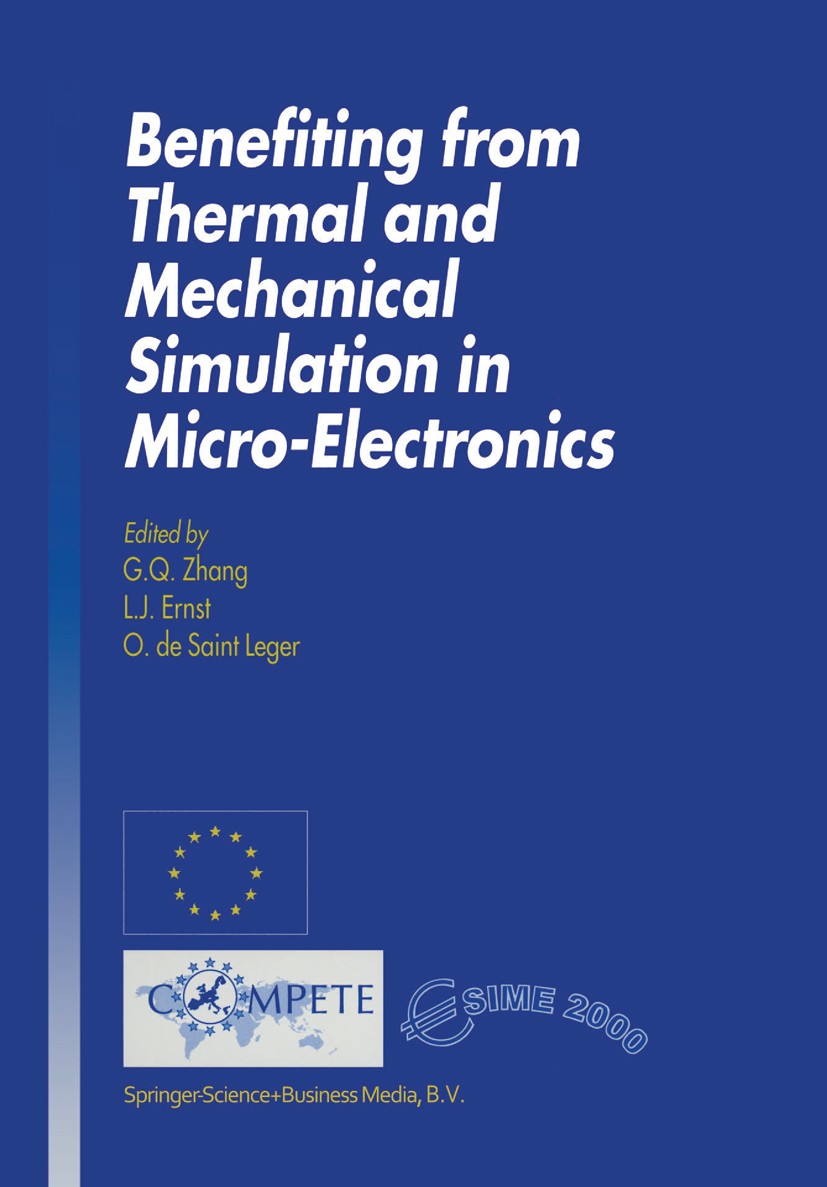 Benefiting from
Thermal and
Mechanical
Simulation in
Micro-Electronics
Edited by
G.Q. Zhang
L.J. Ernst
O. de Saint Leger
COMPETE
€SIME 2000
Springer-Science+Business Media, B.V.